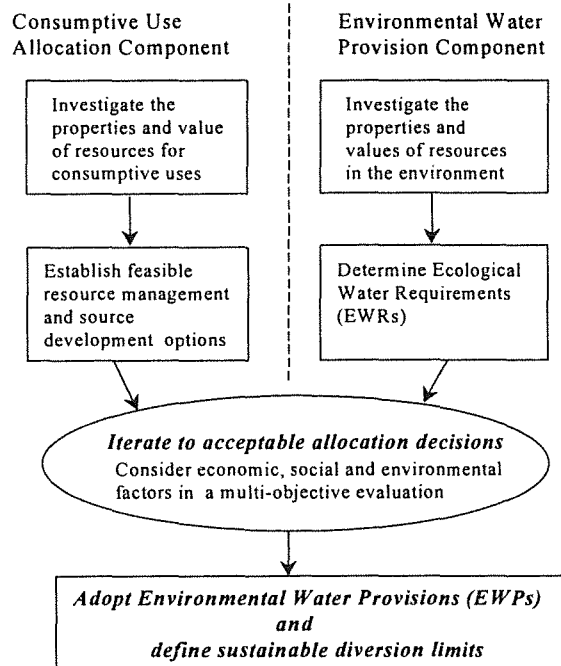 Consumptive Use
Allocation Component
Environmental Water
Provision Component
Investigate the
properties and value
of resources for
consumptive uses
Investigate the
properties and
values of resources
in the environment
Establish feasible
resource management
and source
development options
Determine Ecological
Water Requirements
(EWRs)
Iterate to acceptable allocation decisions
Consider economic, social and environmental
factors in a multi-objective evaluation
Adopt Environmental Water Provisions (EWPs)
and
define sustainable diversion limits